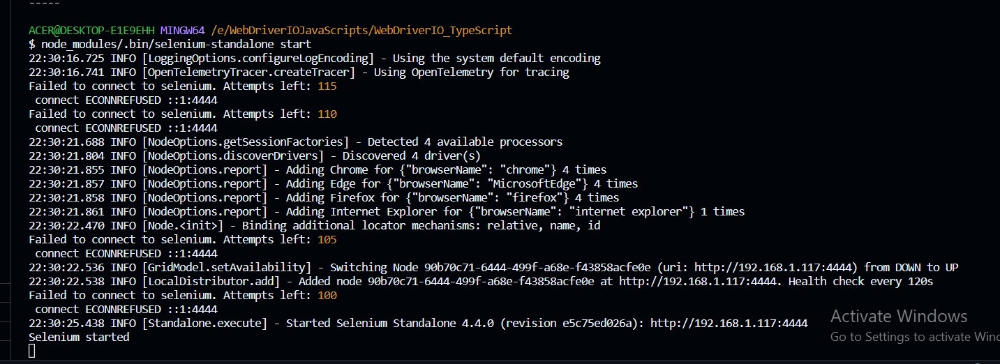 -----
ACER@DESKTOP-E1E9EHH MINGW64 /e/WebDriverIOJavaScripts/WebDriverIO_TypeScript
$ node_modules/.bin/selenium-standalone start
22:30:16.725 INFO [LoggingOptions.configureLogEncoding] - Using the system default encoding
22:30:16.741 INFO [OpenTelemetryTracer.createTracer] - Using OpenTelemetry for tracing
Failed to connect to selenium. Attempts left: 115
 connect ECONNREFUSED ::1:4444
Failed to connect to selenium. Attempts left: 110
 connect ECONNREFUSED ::1:4444
22:30:21.688 INFO [NodeOptions.getSessionFactories] - Detected 4 available processors
22:30:21.804 INFO [NodeOptions.discoverDrivers] - Discovered 4 driver(s)
22:30:21.855 INFO [NodeOptions.report] - Adding Chrome for {"browserName": "chrome"} 4 times
22:30:21.857 INFO [NodeOptions.report] - Adding Edge for {"browserName": "MicrosoftEdge"} 4 times
22:30:21.858 INFO [NodeOptions.report] - Adding Firefox for {"browserName": "firefox"} 4 times
22:30:21.861 INFO [NodeOptions.report] - Adding Internet Explorer for {"browserName": "internet explorer"} 1 times
22:30:22.470 INFO [Node.<init>] - Binding additional locator mechanisms: relative, name, id
Failed to connect to selenium. Attempts left: 105
 connect ECONNREFUSED ::1:4444
22:30:22.536 INFO [GridModel.setAvailability] - Switching Node 90b70c71-6444-499f-a68e-f43858acfe0e (uri: http://192.168.1.117:4444) from DOWN to UP
22:30:22.538 INFO [LocalDistributor.add] - Added node 90b70c71-6444-499f-a68e-f43858acfe0e at http://192.168.1.117:4444. Health check every 120s
Failed to connect to selenium. Attempts left: 100
 connect ECONNREFUSED ::1:4444
22:30:25.438 INFO [Standalone.execute] - Started Selenium Standalone 4.4.0 (revision e5c75ed026a): http://192.168.1.117:4444
Selenium started
Activate Windows
Go to Settings to activate Win